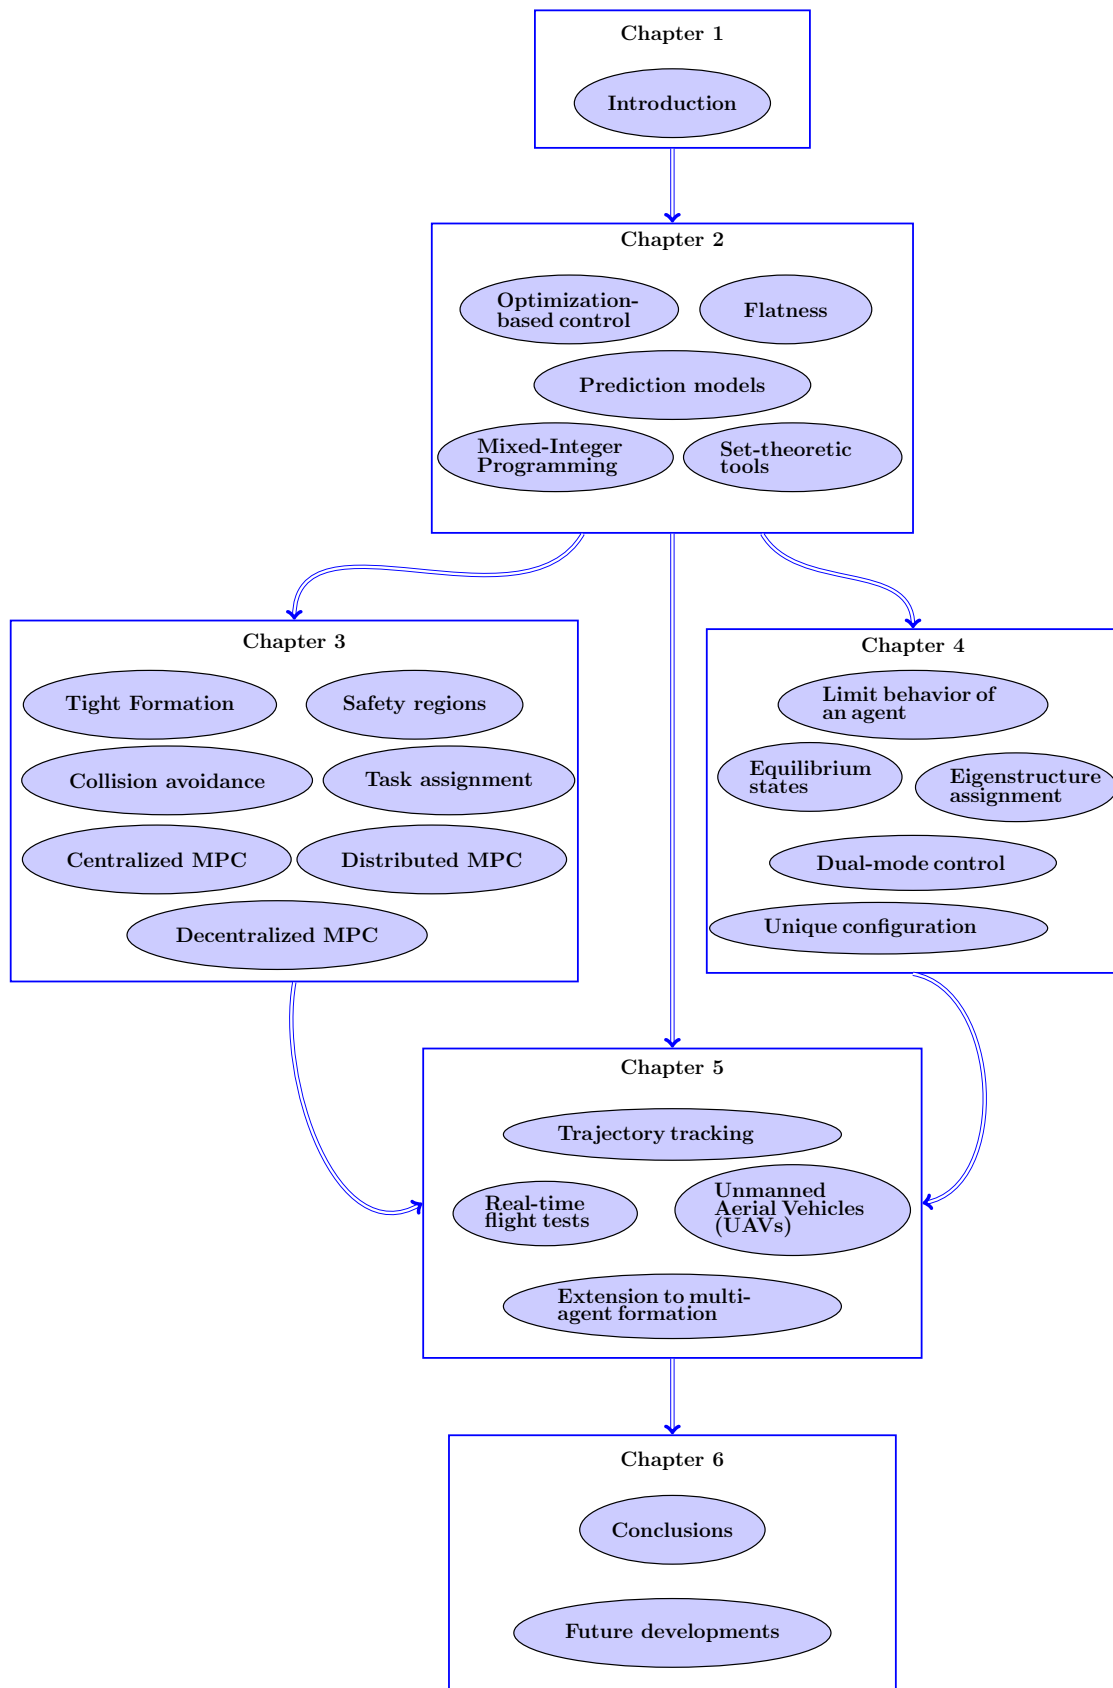 Chapter 1
Introduction
Chapter 2
Optimization-
based control
Flatness
Prediction models
Mixed-Integer
Programming
Set-theoretic
tools
Chapter 3
Tight Formation
Safety regions
Collision avoidance
Task assignment
Centralized MPC
Distributed MPC
Decentralized MPC
Chapter 4
Limit behavior of
an agent
Equilibrium
states
Eigenstructure
assignment
Dual-mode control
Unique configuration
Chapter 5
Trajectory tracking
Real-time
flight tests
Unmanned
Aerial Vehicles
(UAVs)
Extension to multi-
agent formation
Chapter 6
Conclusions
Future developments